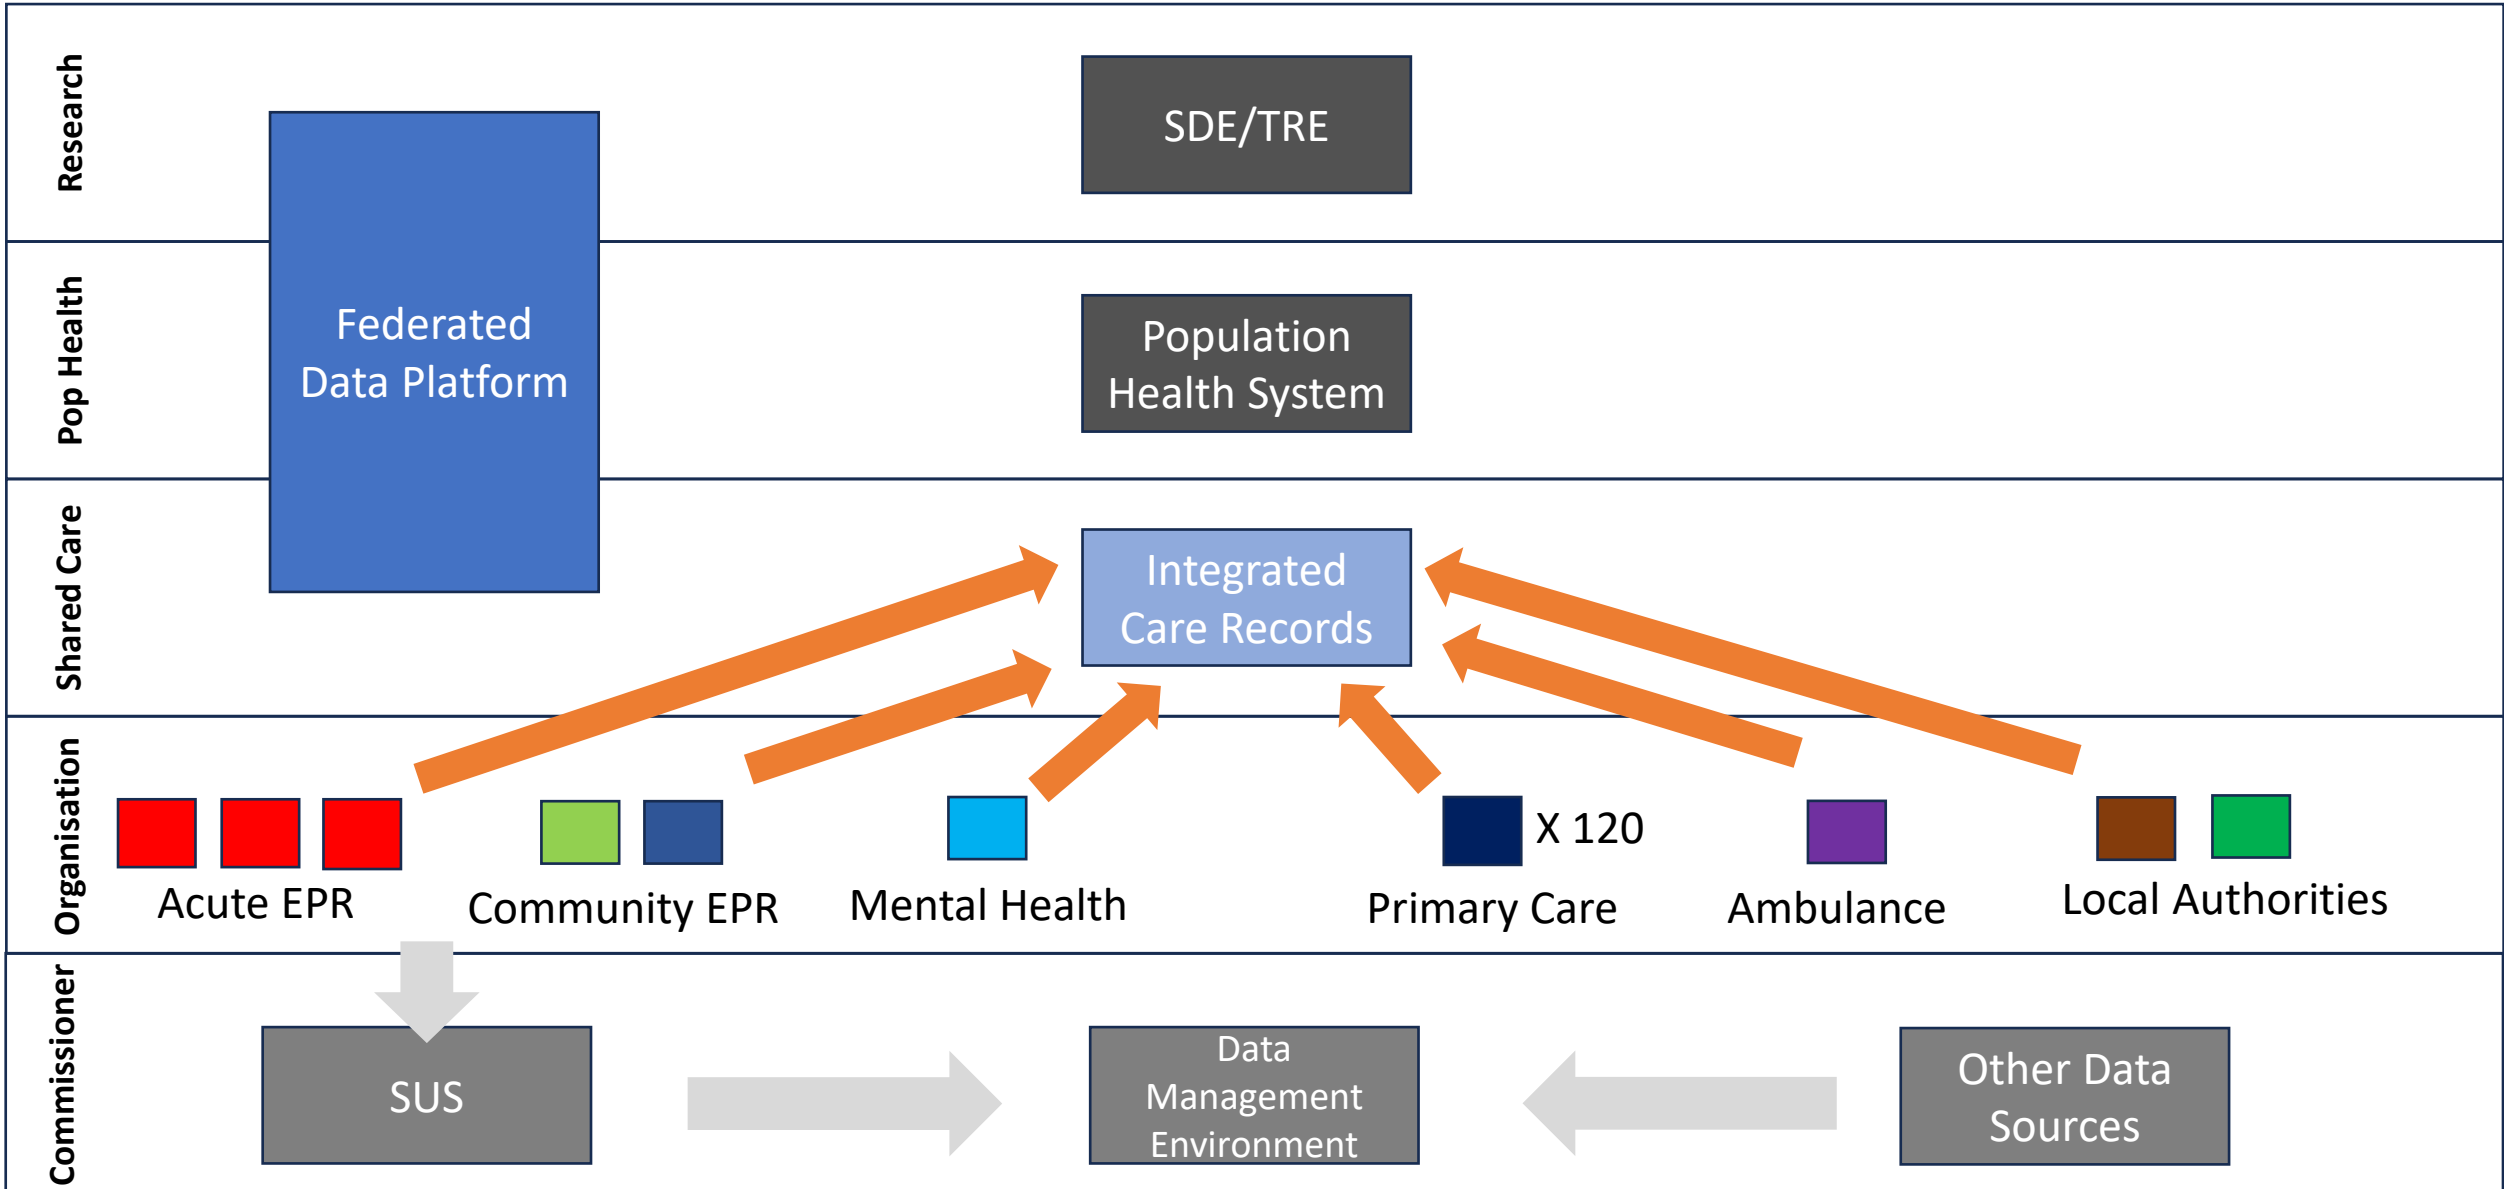 Research
SDE/TRE
Pop Health
Federated
Data Platform
Population
Health System
Shared Care
Integrated
Care Records
Organisation
X 120
Acute EPR
Community EPR
Mental Health
Primary Care
Ambulance
Local Authorities
Commissioner
SUS
Data
Management
Environment
Other Data
Sources